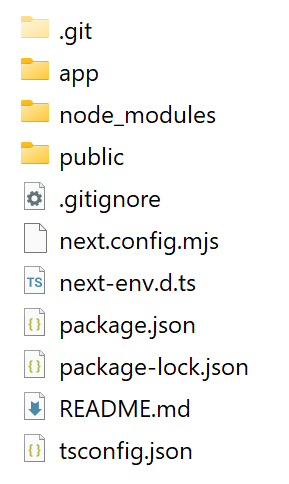 .git
app
node_modules
public
.gitignore
next.config.mjs
TS next-env.d.ts
package.json
package-lock.json
README.md
tsconfig.json